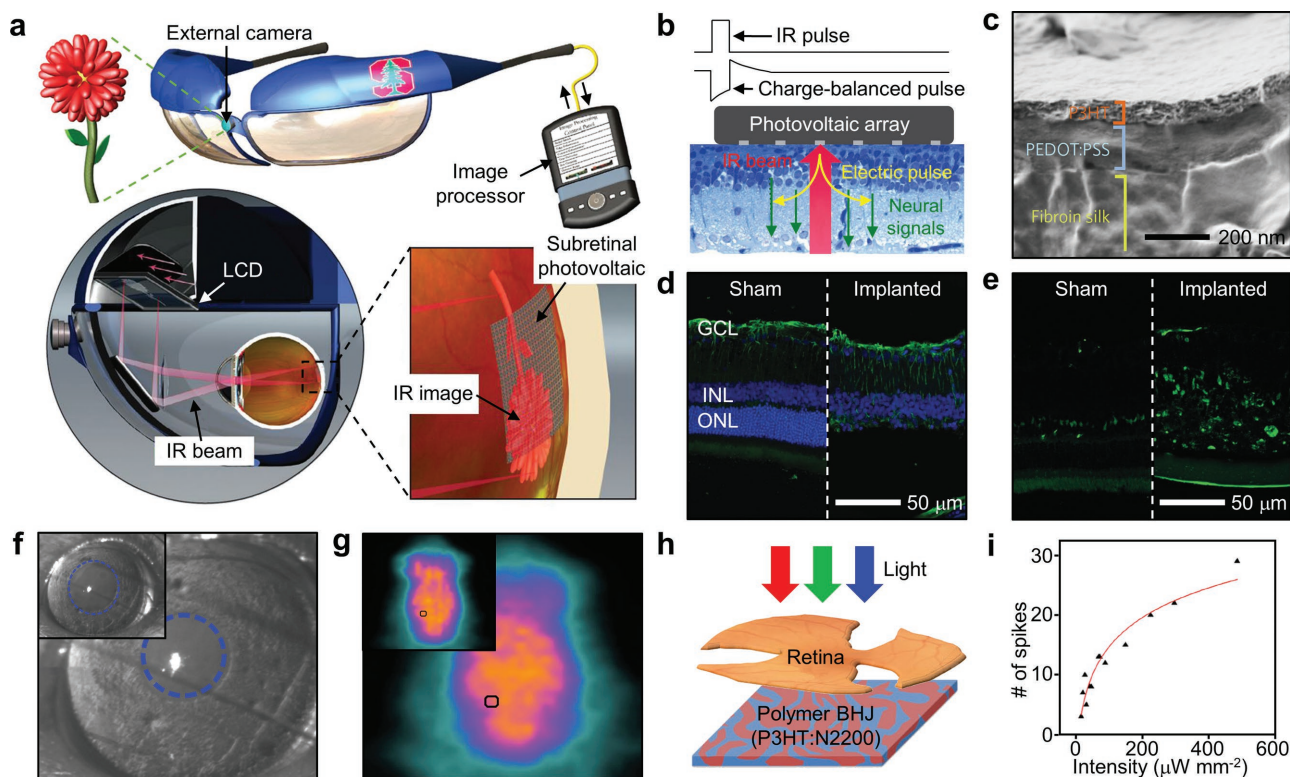 a
External camera
Image
processor
LCD
IR beam
Subretinal
photovoltaic
IR image
b
IR pulse
Charge-balanced pulse
Photovoltaic array
IR beam
Electric pulse
Neural
signals
c
P3HT
PEDOT:PSS
Fibroin silk
200 nm
d
Sham
Implanted
GCL
INL
ONL
50 μm
e
Sham
Implanted
50 μm
f
g
h
Light
Retina
Polymer BHJ
(P3HT:N2200)
i
# of spikes
30
20
10
0
0
200
400
600
Intensity (μW mm⁻²)